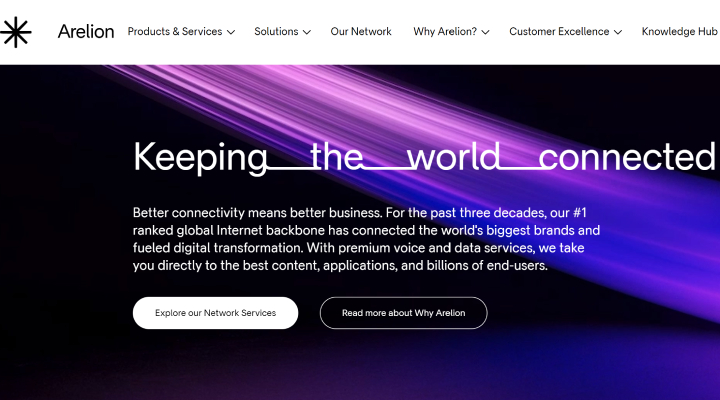 Arelion Products & Services Solutions Our Network Why Arelion? Customer Excellence Knowledge Hub
Keeping the world connected
Better connectivity means better business. For the past three decades, our #1
ranked global Internet backbone has connected the world's biggest brands and
fueled digital transformation. With premium voice and data services, we take
you directly to the best content, applications, and billions of end-users.
Explore our Network Services Read more about Why Arelion